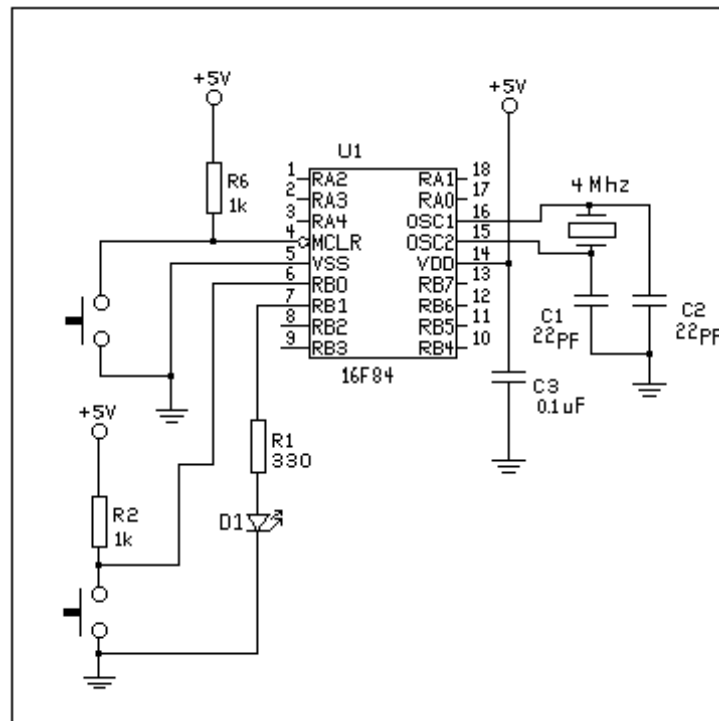 +5V
+5V
U1
R6
1k
1 RA2 RA1 18
2 RA3 RA0 17
3 RA4 OSC1 16
4 MCLR OSC2 15
5 VSS VDD 14
6 RB0 RB7 13
7 RB1 RB6 12
8 RB2 RB5 11
9 RB3 RB4 10
16F84
4 Mhz
C1
22PF
C2
22PF
C3
0.1uF
+5V
R1
330
R2
1k
D1